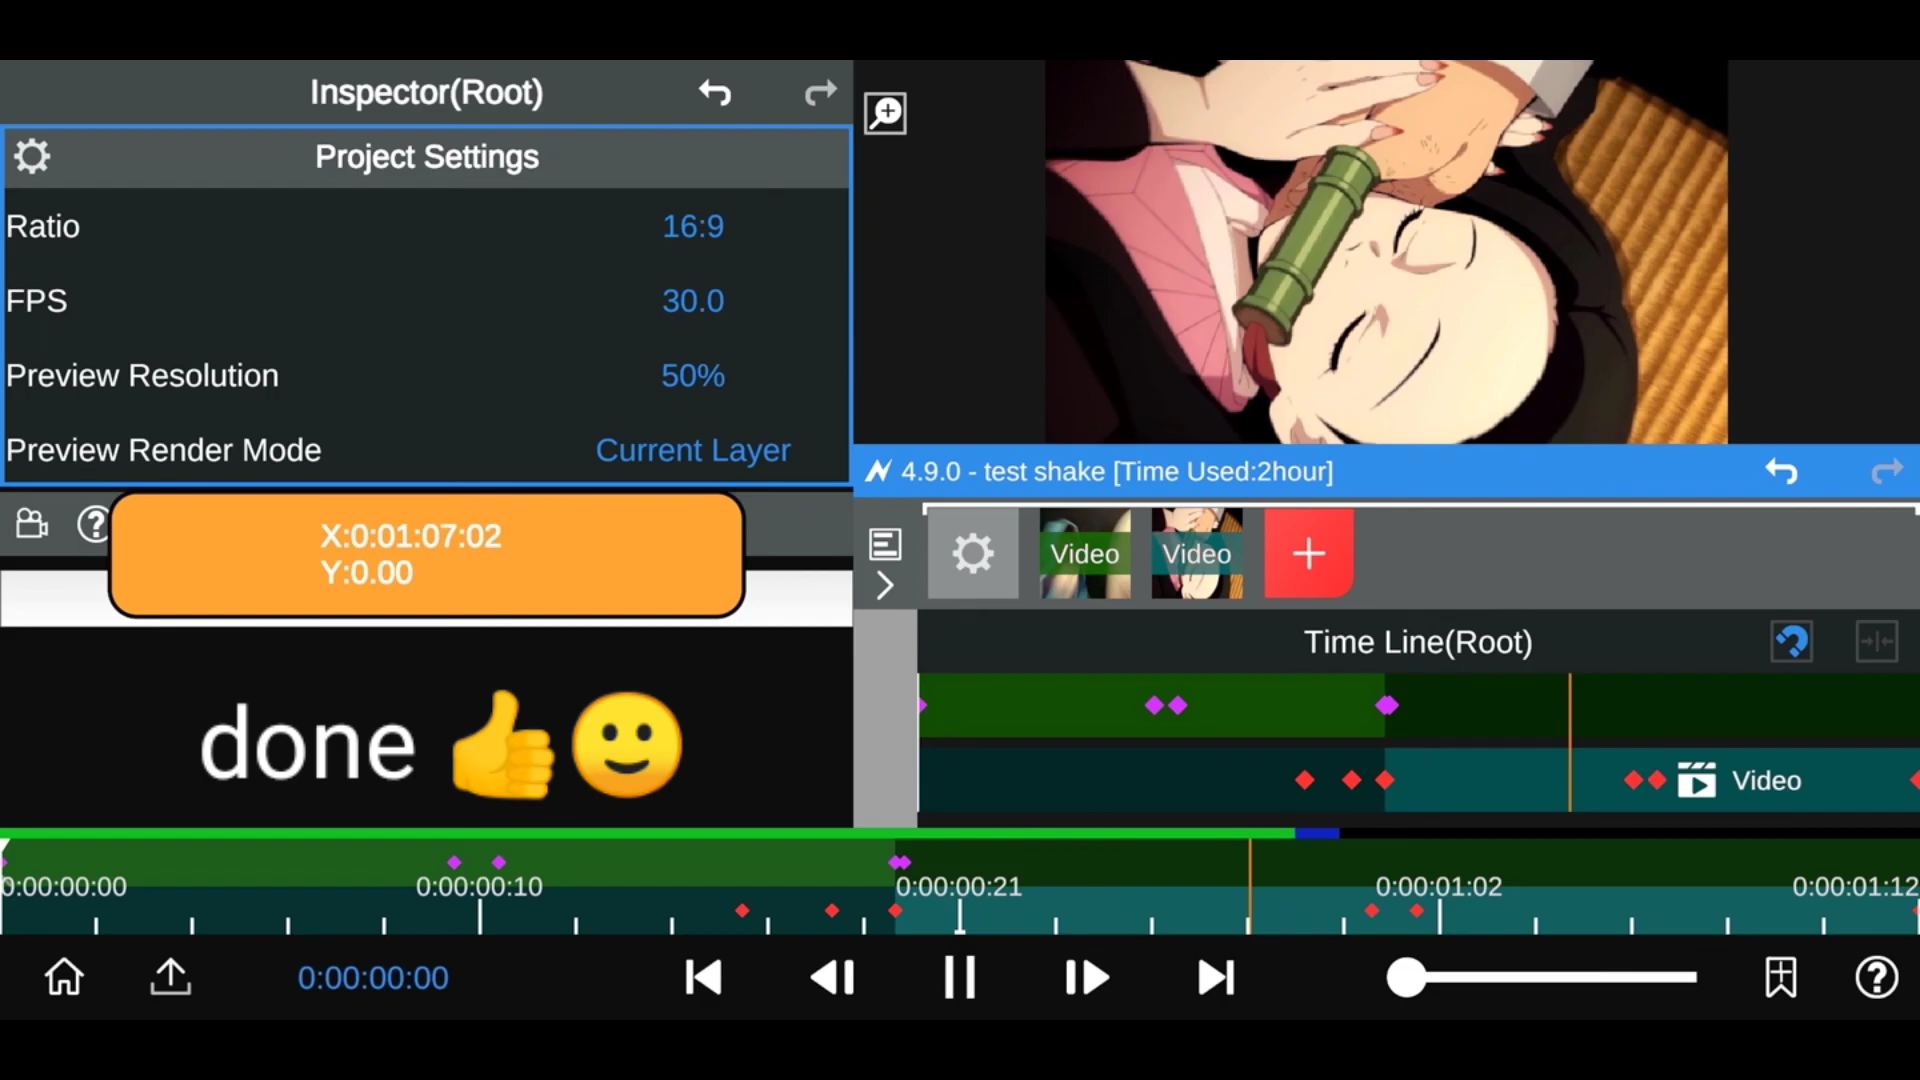 Inspector(Root)
Project Settings
Ratio 16:9
FPS 30.0
Preview Resolution 50%
Preview Render Mode Current Layer
X:0:01:07:02
Y:0.00
done 👍🙂
4.9.0 - test shake [Time Used:2hour]
Video
Video
Time Line(Root)
Video
0:00:00:00
0:00:00:10
0:00:00:21
0:00:01:02
0:00:01:12
0:00:00:00